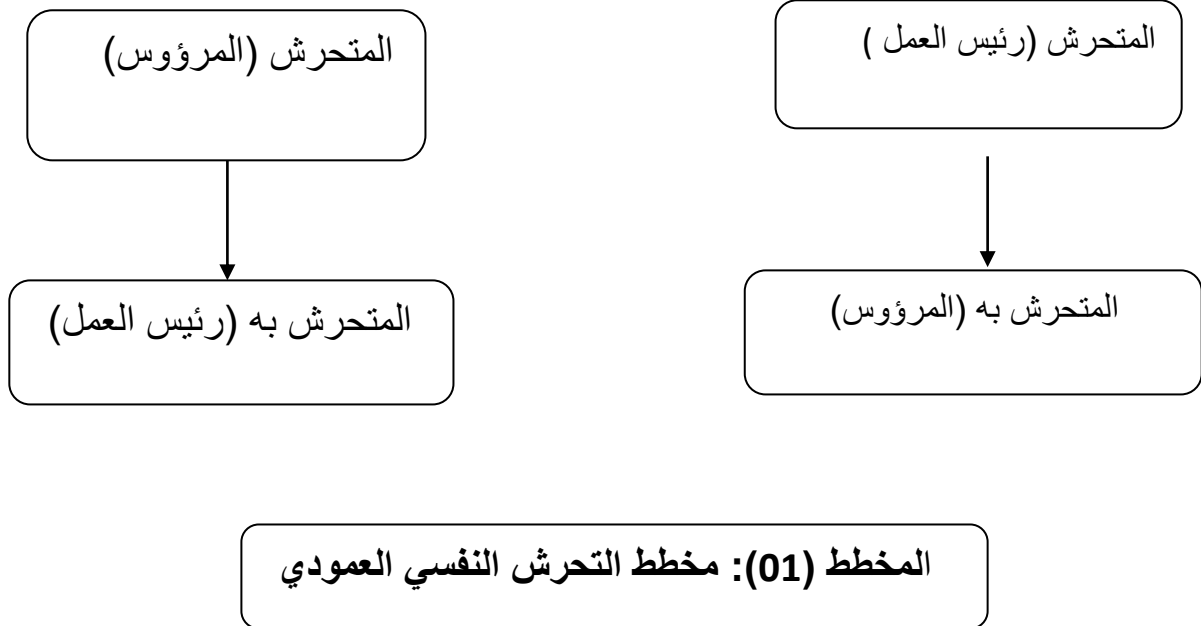 المتحرش (رئيس العمل )
المتحرش (المرؤوس)
المتحرش به (المرؤوس)
المتحرش به (رئيس العمل)
المخطط (01): مخطط التحرش النفسي العمودي